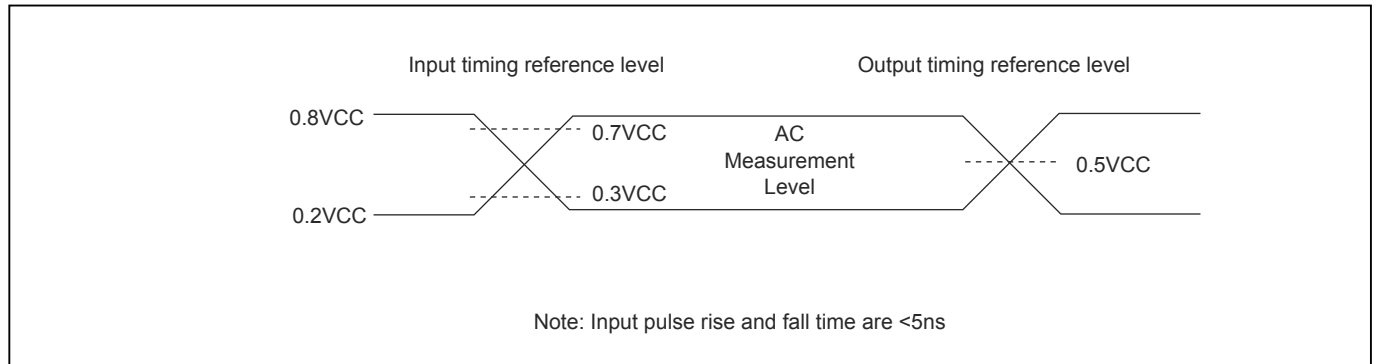 Input timing reference level
Output timing reference level
0.8VCC
0.7VCC
AC
Measurement
Level
0.5VCC
0.3VCC
0.2VCC
Note: Input pulse rise and fall time are <5ns